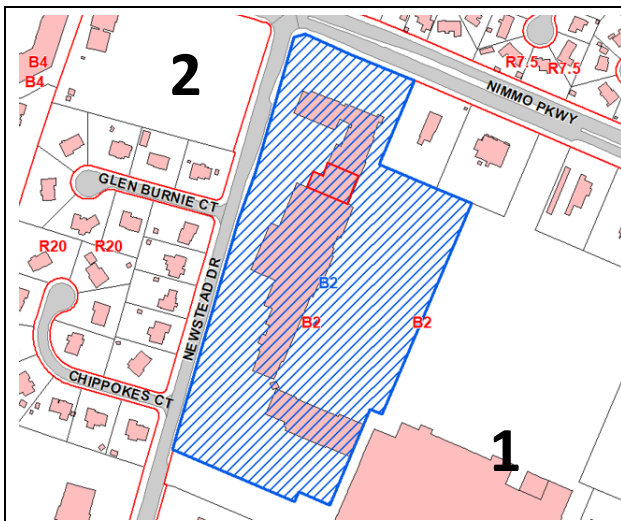 B4
B4
2
R7.5
R7.5
NIMMO PKWY
GLEN BURNIE CT
R20
R20
NEWSTEAD DR
B2
B2
B2
CHIPPOKES CT
1